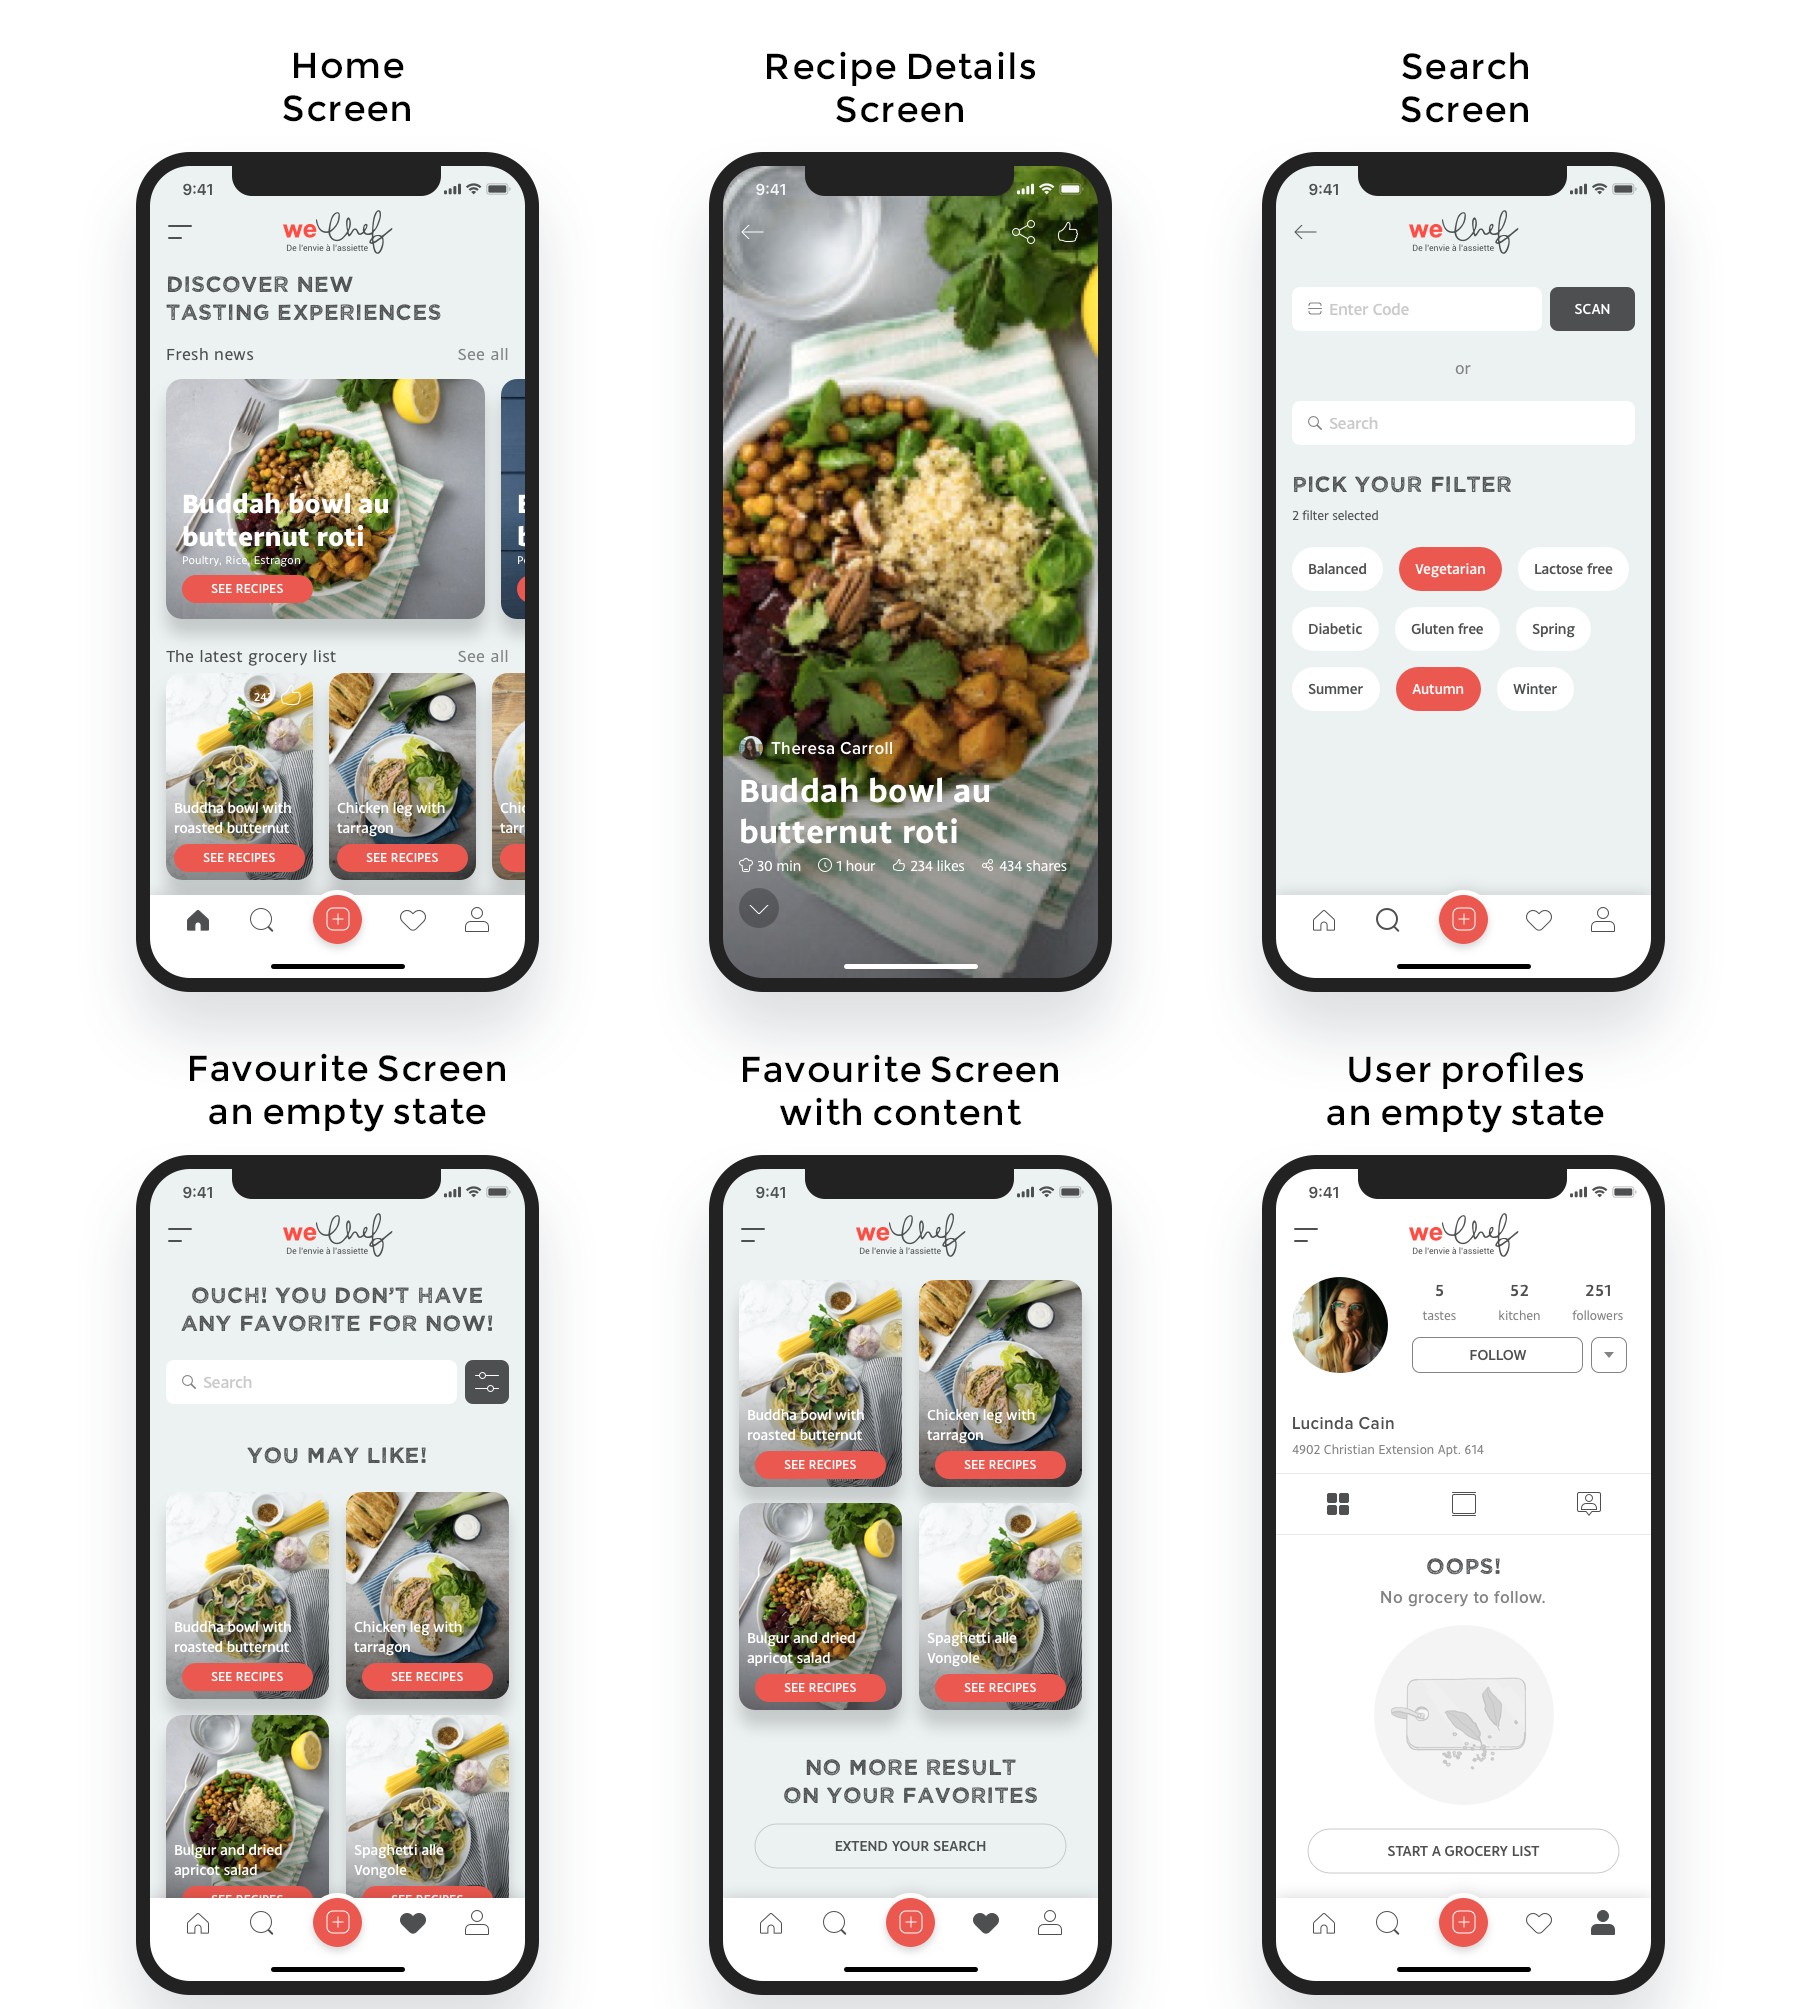 Home
Screen
9:41
we Chef
De l'envie à l'assiette
DISCOVER NEW
TASTING EXPERIENCES
Fresh news See all
Buddah bowl au
butternut roti
Poultry, Rice, Estragon
SEE RECIPES
The latest grocery list See all
Buddha bowl with
roasted butternut
SEE RECIPES
Chicken leg with
tarragon
SEE RECIPES
Recipe Details
Screen
9:41
Theresa Carroll
Buddah bowl au
butternut roti
30 min 1 hour 234 likes 434 shares
Search
Screen
9:41
we Chef
De l'envie à l'assiette
Enter Code SCAN
or
Search
PICK YOUR FILTER
2 filter selected
Balanced Vegetarian Lactose free
Diabetic Gluten free Spring
Summer Autumn Winter
Favourite Screen
an empty state
9:41
we Chef
De l'envie à l'assiette
OUCH! YOU DON'T HAVE
ANY FAVORITE FOR NOW!
Search
YOU MAY LIKE!
Buddha bowl with
roasted butternut
SEE RECIPES
Chicken leg with
tarragon
SEE RECIPES
Bulgur and dried
apricot salad
SEE RECIPES
Spaghetti alle
Vongole
SEE RECIPES
Favourite Screen
with content
9:41
we Chef
De l'envie à l'assiette
Buddha bowl with
roasted butternut
SEE RECIPES
Chicken leg with
tarragon
SEE RECIPES
Bulgur and dried
apricot salad
SEE RECIPES
Spaghetti alle
Vongole
SEE RECIPES
NO MORE RESULT
ON YOUR FAVORITES
EXTEND YOUR SEARCH
User profiles
an empty state
9:41
we Chef
De l'envie à l'assiette
5 52 251
tastes kitchen followers
FOLLOW
Lucinda Cain
4902 Christian Extension Apt. 614
OOPS!
No grocery to follow.
START A GROCERY LIST